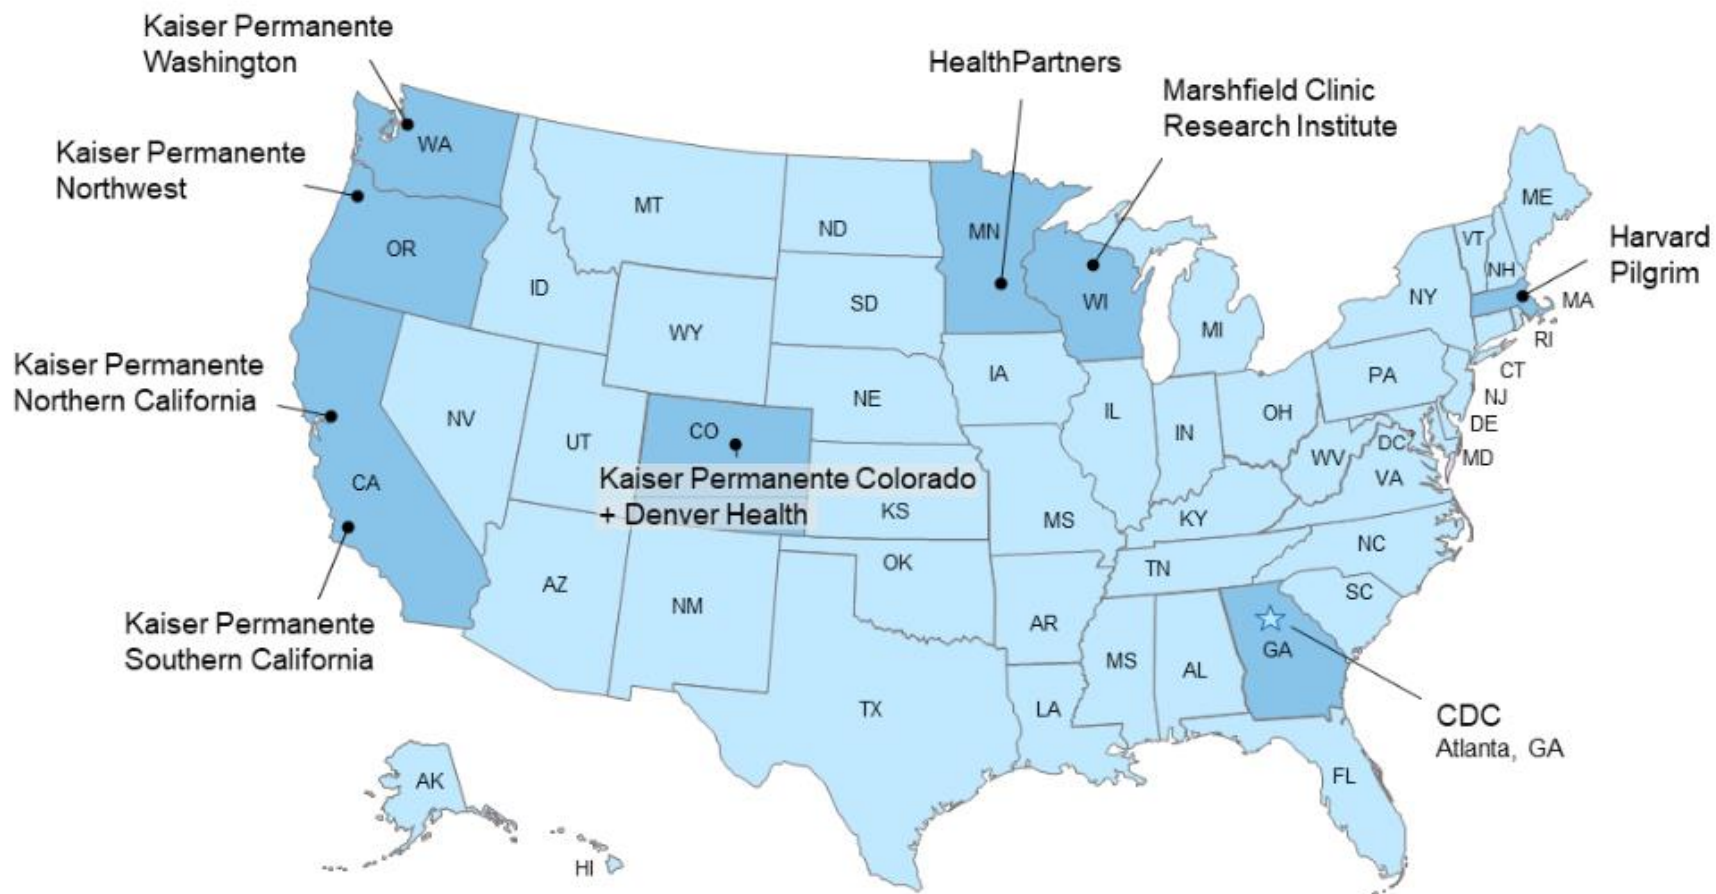 Kaiser Permanente
Washington
HealthPartners
Marshfield Clinic
Research Institute
Kaiser Permanente
Northwest
Harvard
Pilgrim
Kaiser Permanente
Northern California
Kaiser Permanente Colorado
+ Denver Health
Kaiser Permanente
Southern California
CDC
Atlanta, GA
WA
OR
CA
ID
NV
MT
WY
UT
CO
AZ
NM
ND
SD
NE
KS
OK
TX
MN
IA
MS
AR
LA
WI
IL
MI
IN
OH
KY
TN
MS
AL
GA
FL
SC
NC
VA
WV
DC
MD
DE
NJ
PA
NY
CT
RI
MA
VT
NH
ME
AK
HI